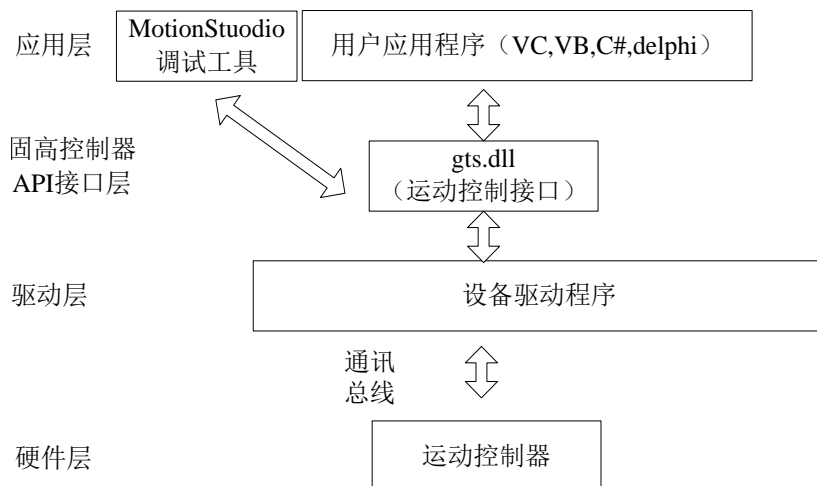 应用层
MotionStuodio
调试工具
用户应用程序（VC,VB,C#,delphi）
固高控制器
API接口层
gts.dll
（运动控制接口）
驱动层
设备驱动程序
通讯
总线
硬件层
运动控制器